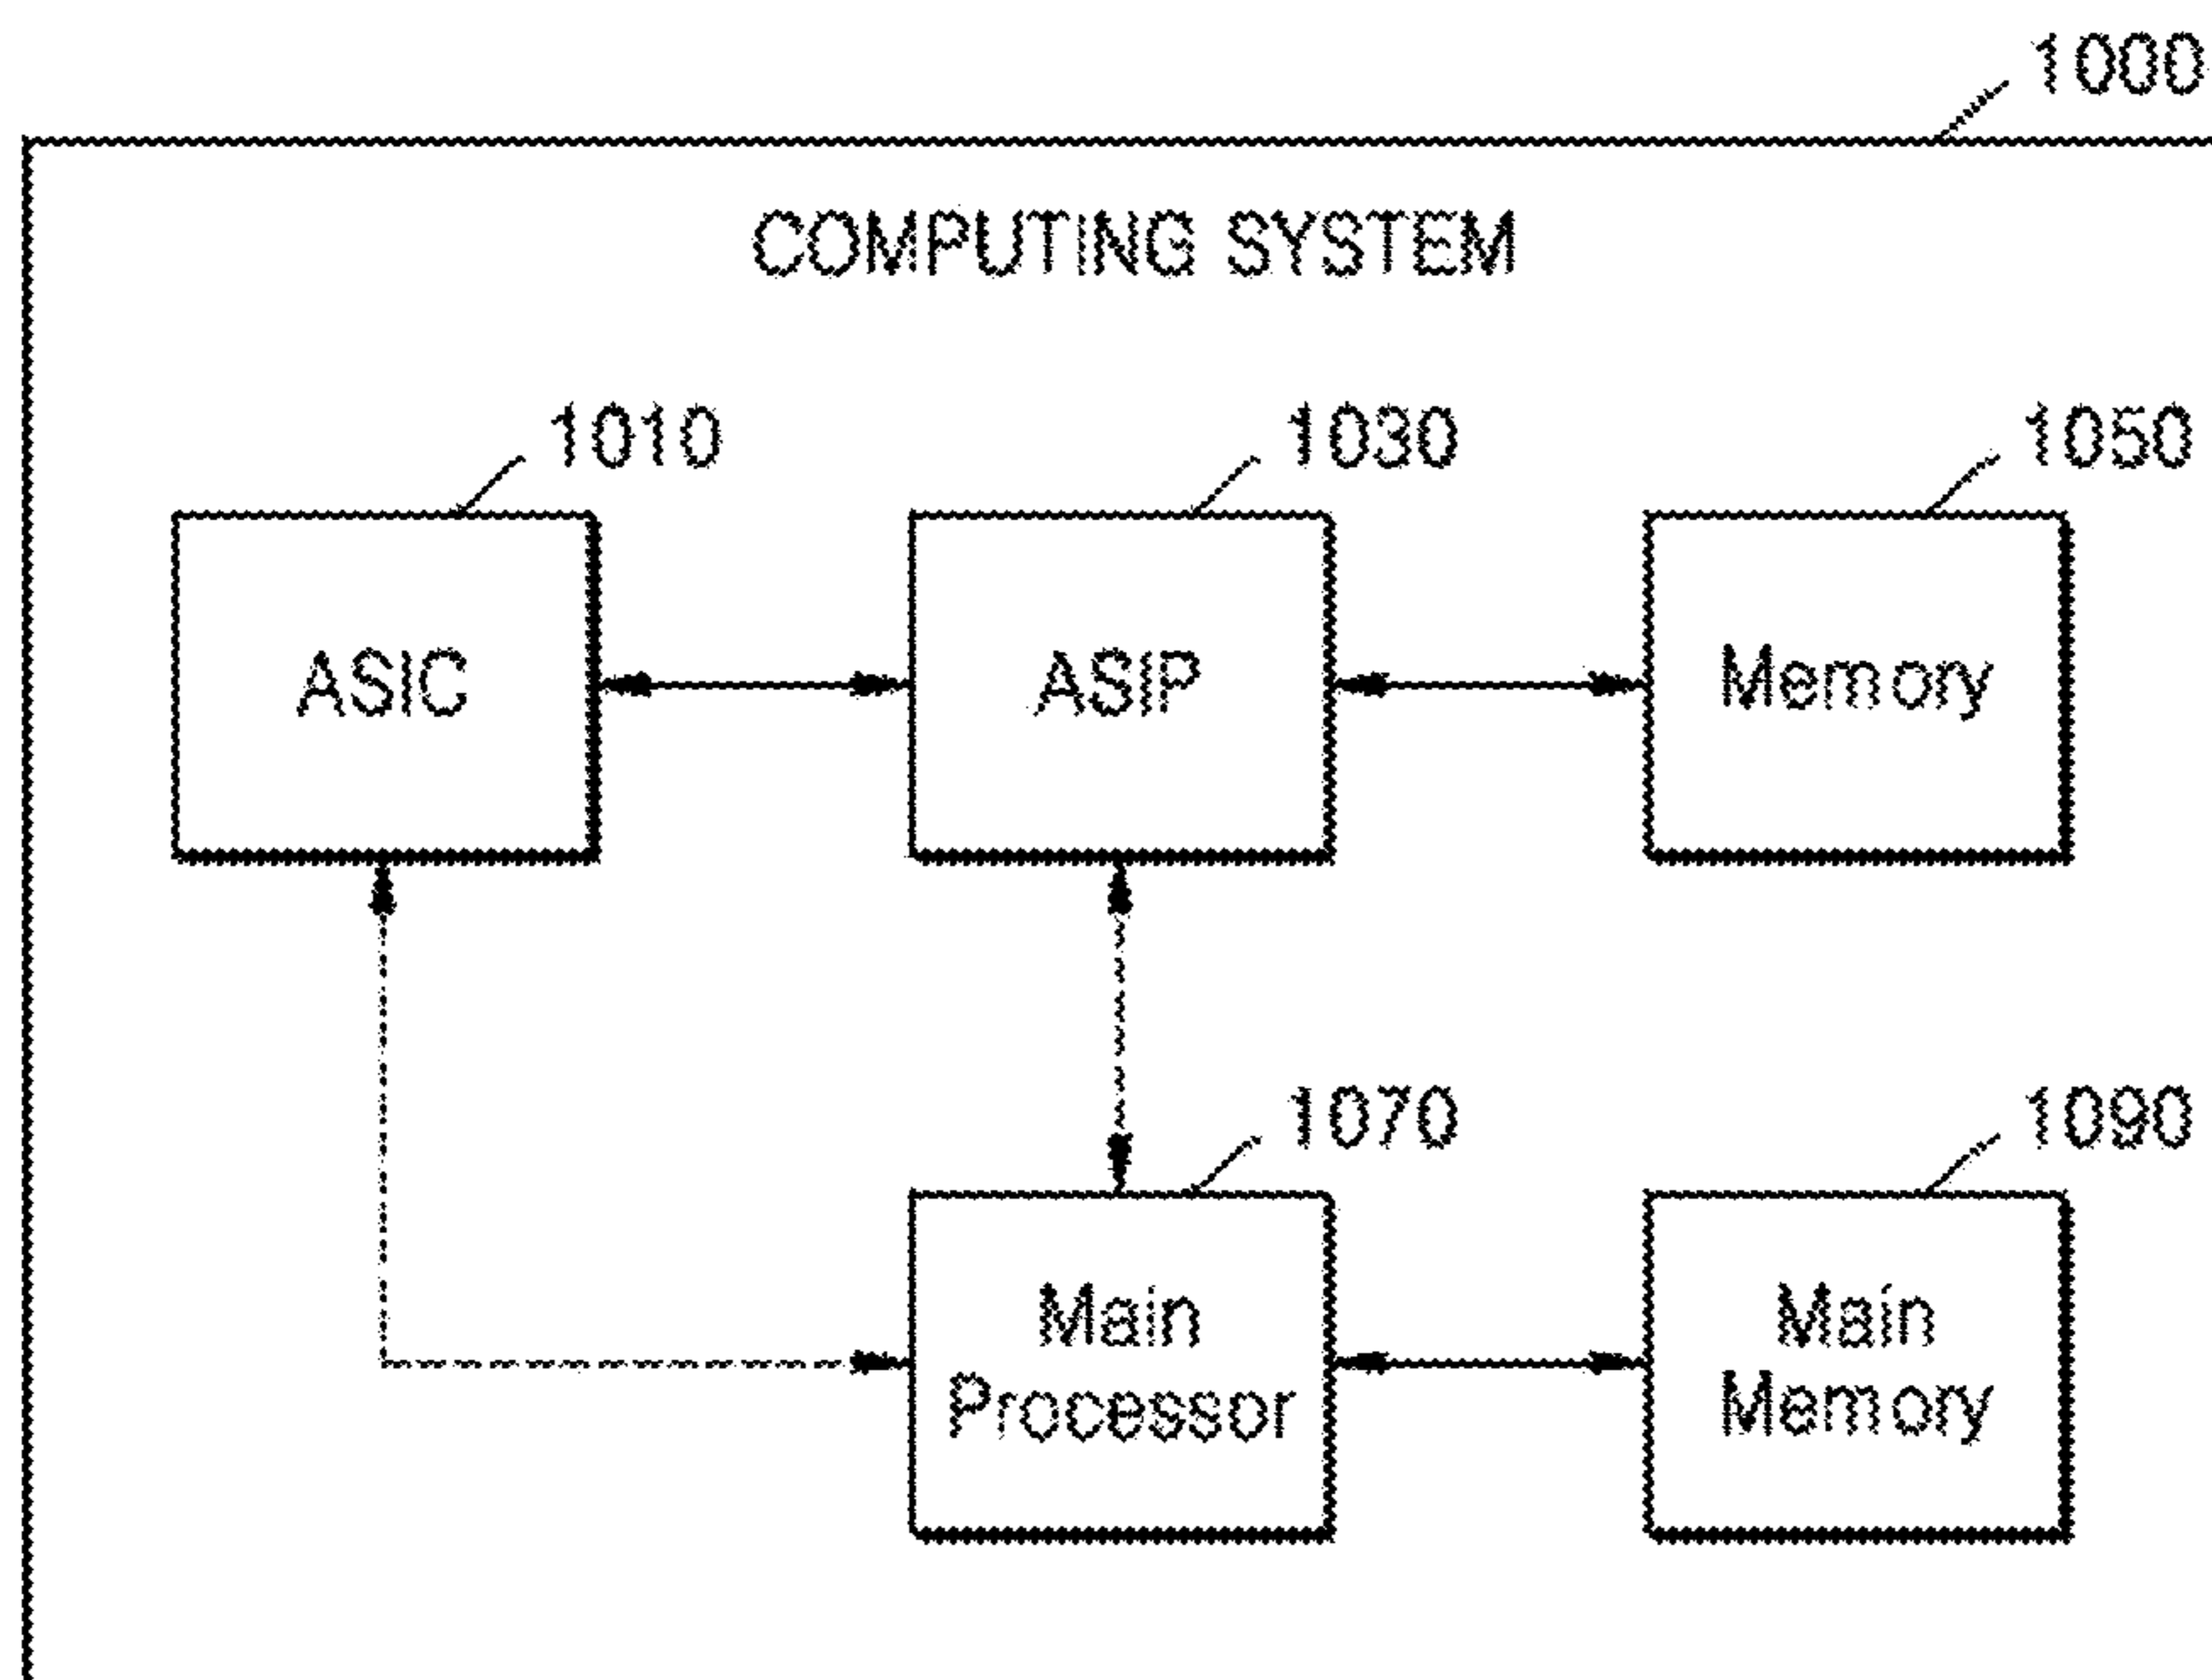 1000
COMPUTING SYSTEM
1010
1030
1050
ASIC
ASIP
Memory
1070
1090
Main
Processor
Main
Memory